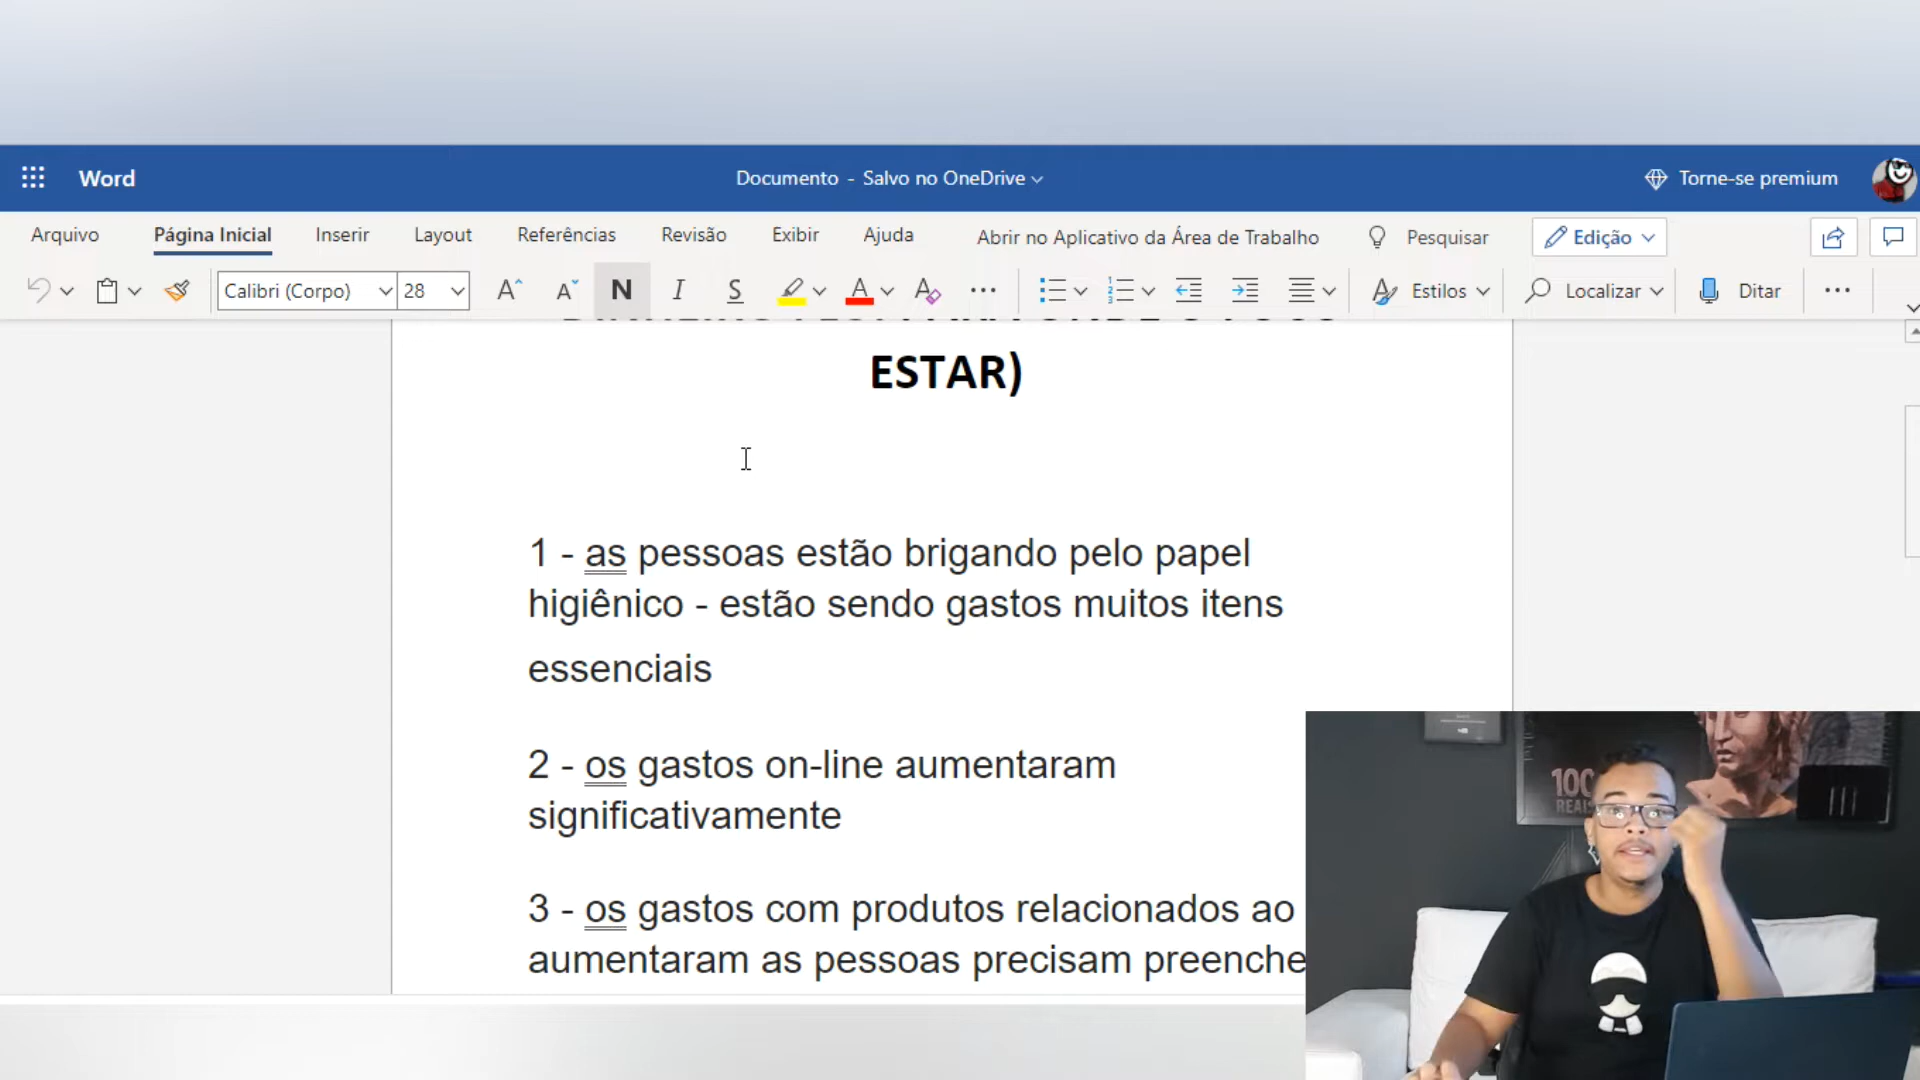 Word
Documento - Salvo no OneDrive
Torne-se premium
Arquivo
Página Inicial
Inserir
Layout
Referências
Revisão
Exibir
Ajuda
Abrir no Aplicativo da Área de Trabalho
Pesquisar
Edição
Calibri (Corpo)
28
N
I
S
Estilos
Localizar
Ditar
ESTAR)
1 - as pessoas estão brigando pelo papel
higiênico - estão sendo gastos muitos itens
essenciais
2 - os gastos on-line aumentaram
significativamente
3 - os gastos com produtos relacionados ao
aumentaram as pessoas precisam preenche
100
REAIS